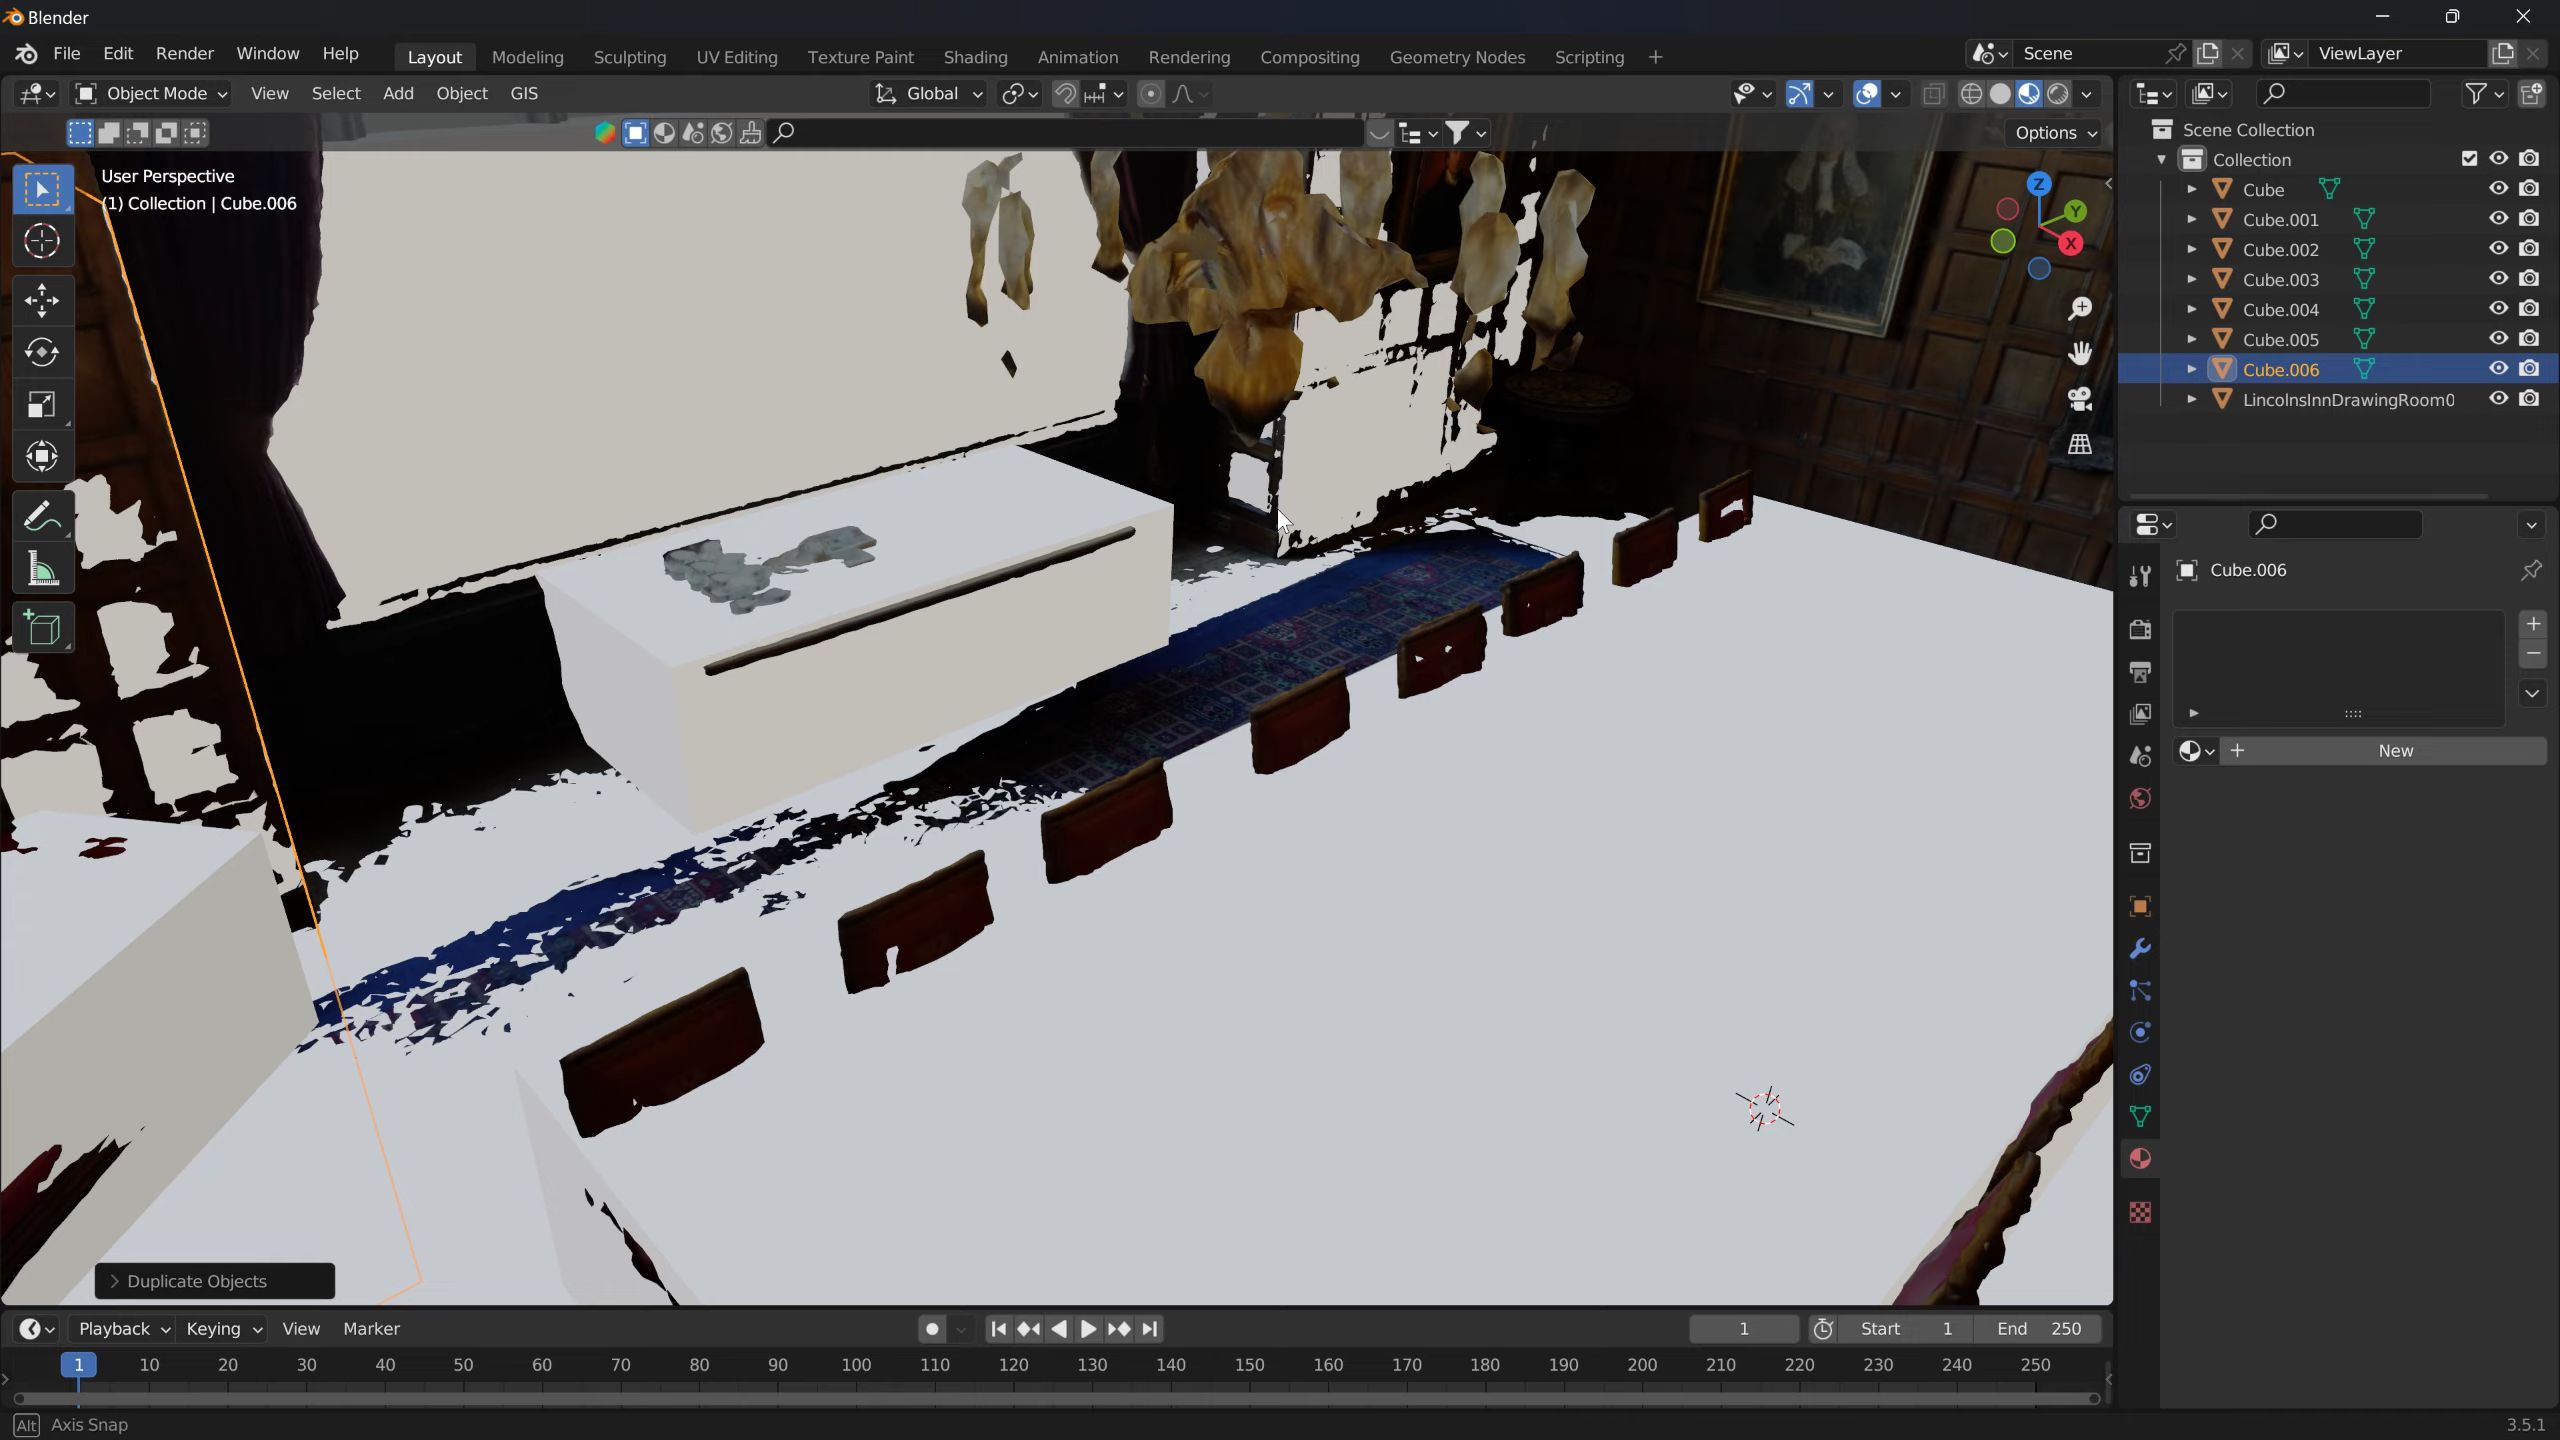 Blender
File Edit Render Window Help Layout Modeling Sculpting UV Editing Texture Paint Shading Animation Rendering Compositing Geometry Nodes Scripting + Scene ViewLayer
Object Mode View Select Add Object GIS Global
Options
User Perspective
(1) Collection | Cube.006
Z
Y
X
Scene Collection
Collection
Cube
Cube.001
Cube.002
Cube.003
Cube.004
Cube.005
Cube.006
LincolnsInnDrawingRoom0
Cube.006
+ New
Duplicate Objects
Playback Keying View Marker 1 Start 1 End 250
1 10 20 30 40 50 60 70 80 90 100 110 120 130 140 150 160 170 180 190 200 210 220 230 240 250
Alt Axis Snap 3.5.1